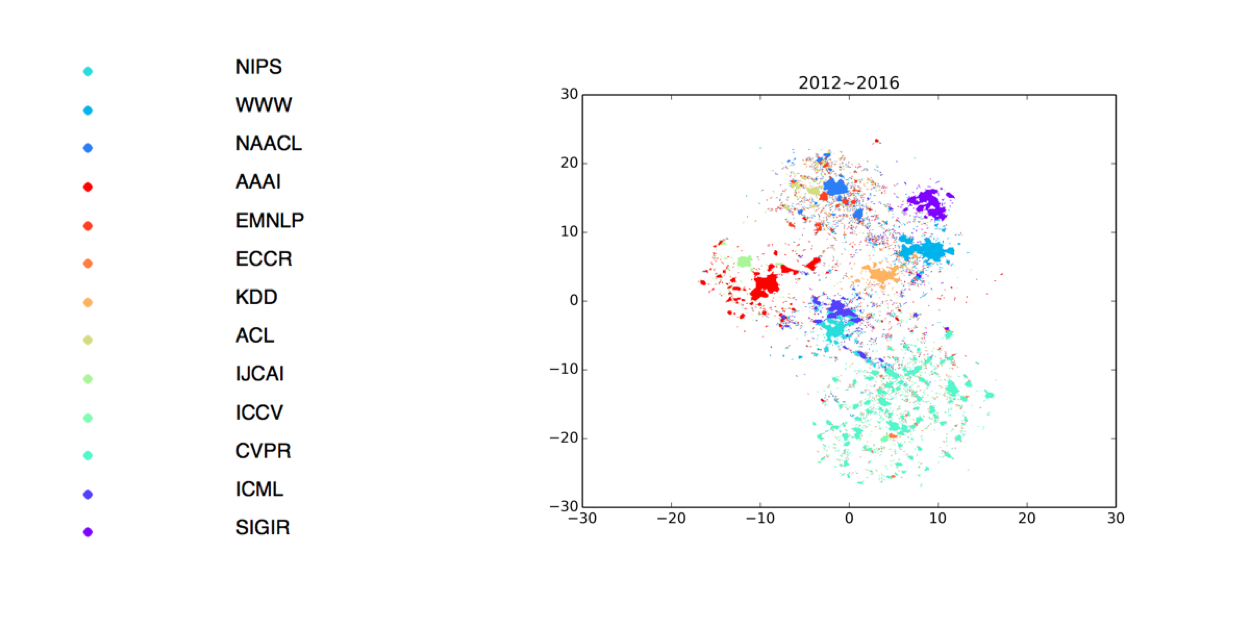 NIPS
WWW
NAACL
AAAI
EMNLP
ECCR
KDD
ACL
IJCAI
ICCV
CVPR
ICML
SIGIR
2012~2016
30
20
10
0
−10
−20
−30
−30 −20 −10 0 10 20 30